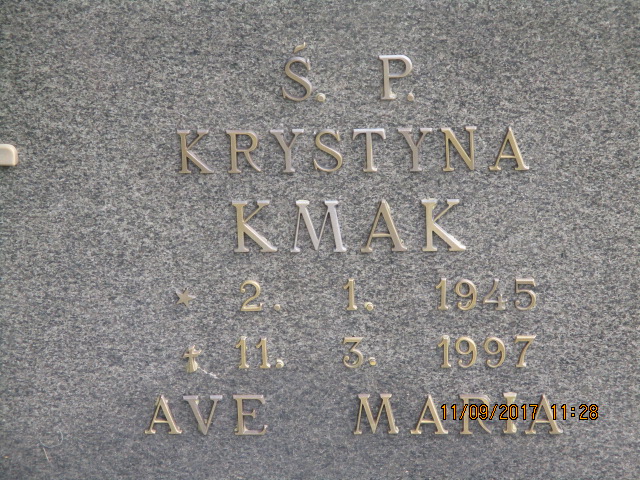 Ś. P.
KRYSTYNA
KMAK
* 2. 1. 1945
✝ 11. 3. 1997
AVE MARIA
11/09/2017 11:28